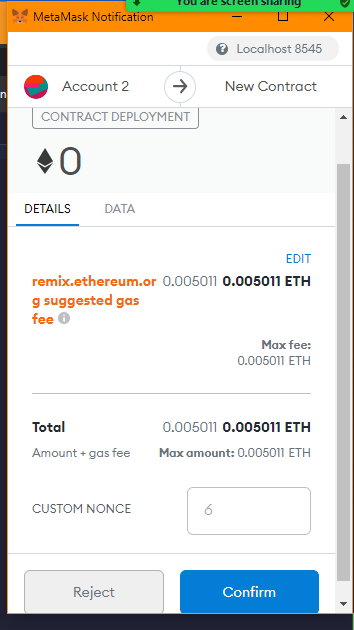 You are screen sharing
MetaMask Notification
Localhost 8545
Account 2
New Contract
CONTRACT DEPLOYMENT
0
DETAILS
DATA
EDIT
remix.ethereum.or 0.005011 0.005011 ETH
g suggested gas
fee
Max fee:
0.005011 ETH
Total 0.005011 0.005011 ETH
Amount + gas fee Max amount: 0.005011 ETH
CUSTOM NONCE
6
Reject
Confirm